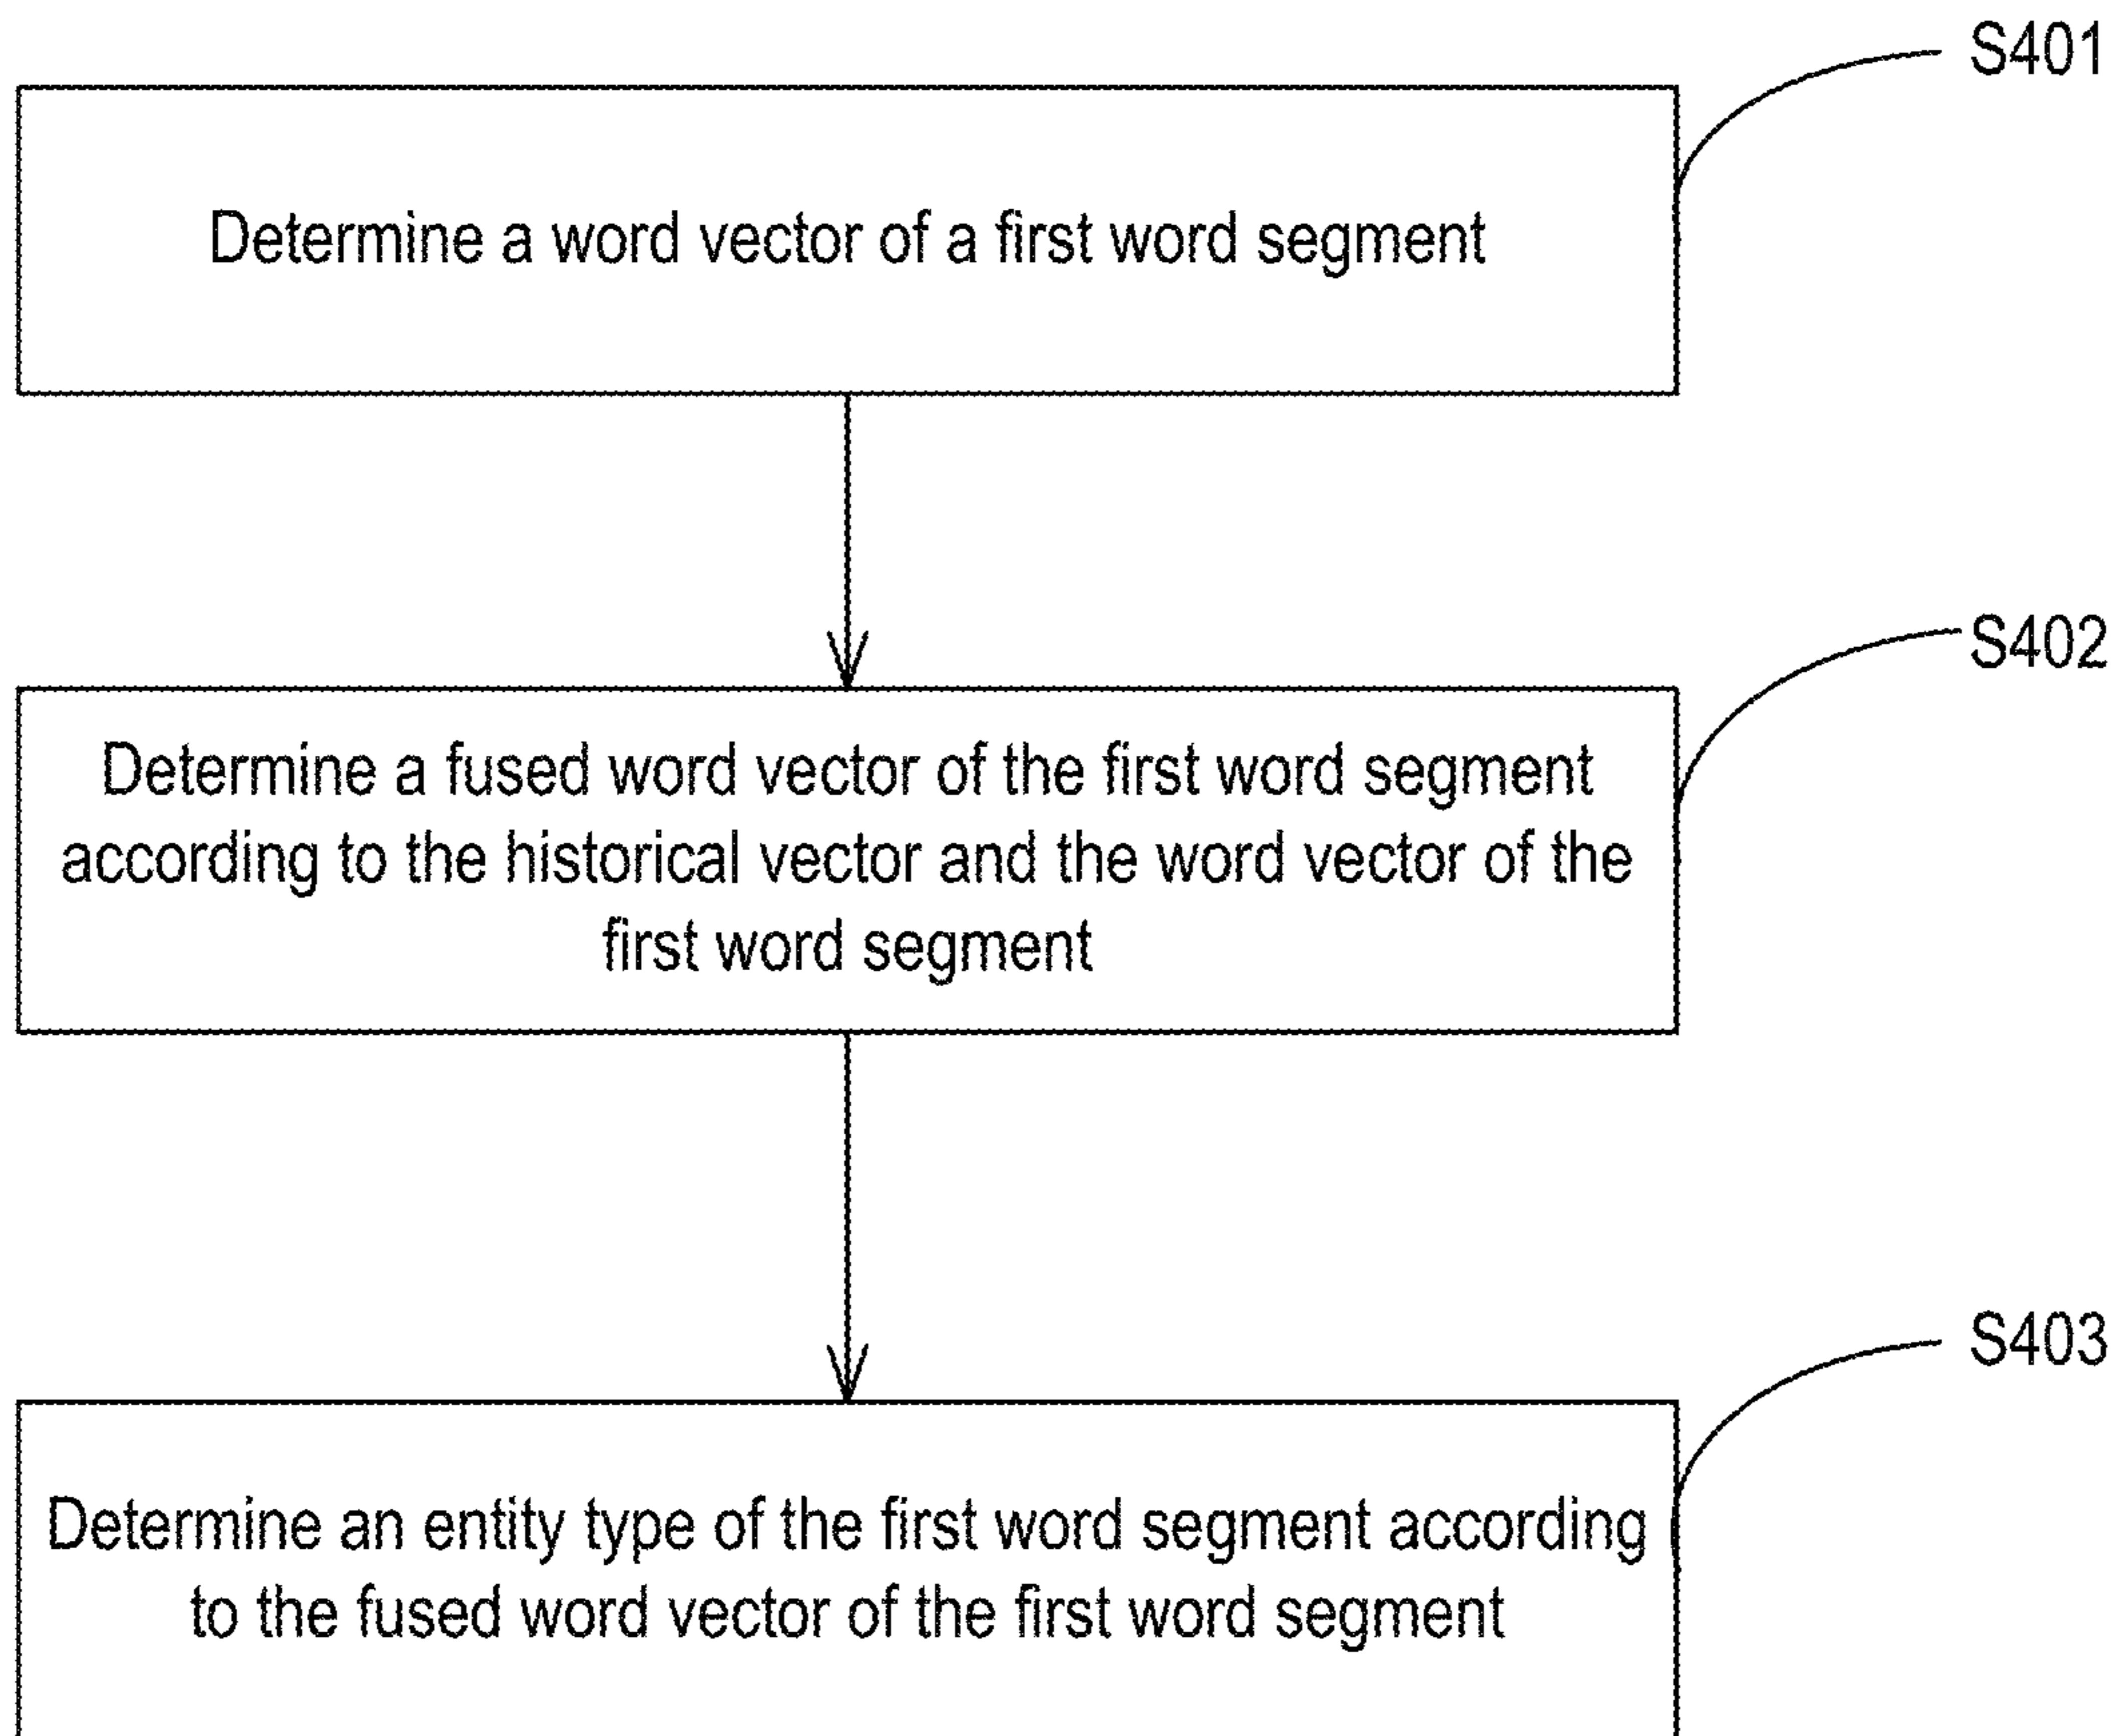 S401
Determine a word vector of a first word segment
S402
Determine a fused word vector of the first word segment
according to the historical vector and the word vector of the
first word segment
S403
Determine an entity type of the first word segment according
to the fused word vector of the first word segment